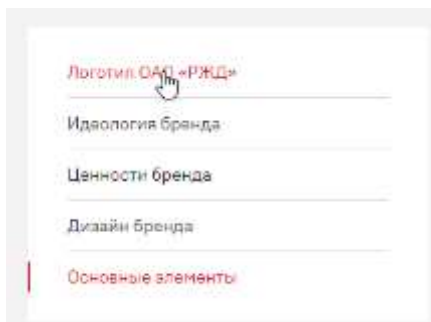 Логотип ОАО «РЖД»
Идеология бренда
Ценности бренда
Дизайн бренда
Основные элементы